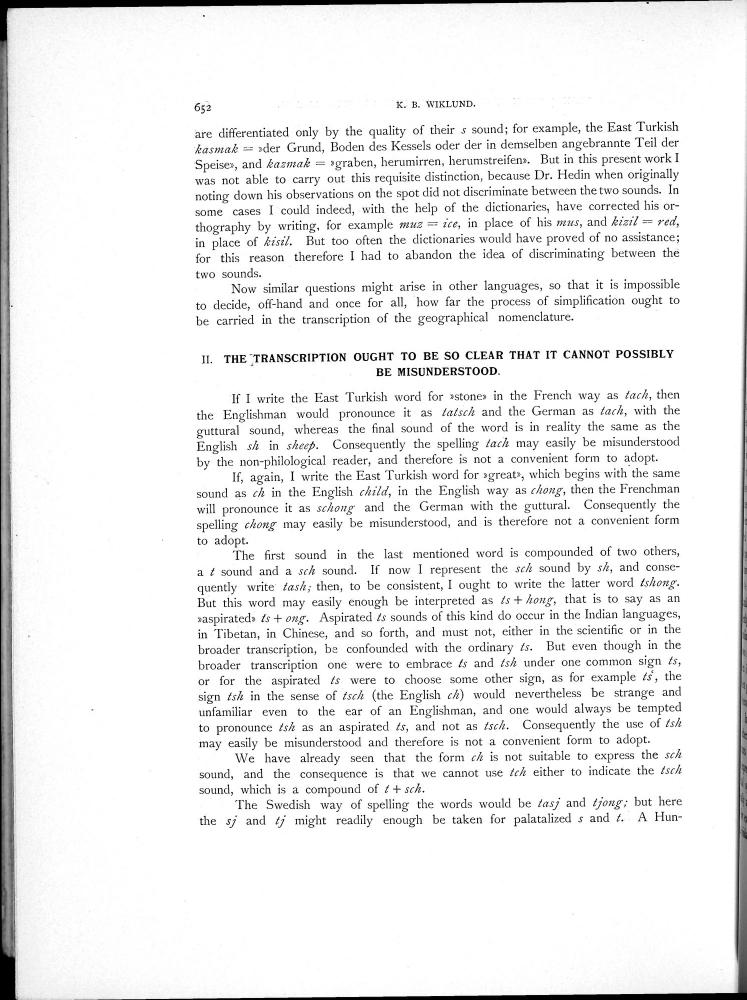 652
K. B. WIKLUND.
are differentiated only by the quality of their s sound; for example, the East Turkish
kasmak = »der Grund, Boden des Kessels oder der in demselben angebrannte Teil der
Speise», and kazmak = »graben, herumirren, herumstreifen». But in this present work I
was not able to carry out this requisite distinction, because Dr. Hedin when originally
noting down his observations on the spot did not discriminate between the two sounds. In
some cases I could indeed, with the help of the dictionaries, have corrected his or-
thography by writing, for example muz = ice, in place of his mus, and kizil = red,
in place of kisil. But too often the dictionaries would have proved of no assistance;
for this reason therefore I had to abandon the idea of discriminating between the
two sounds.
Now similar questions might arise in other languages, so that it is impossible
to decide, off-hand and once for all, how far the process of simplification ought to
be carried in the transcription of the geographical nomenclature.
II. THE TRANSCRIPTION OUGHT TO BE SO CLEAR THAT IT CANNOT POSSIBLY
BE MISUNDERSTOOD.
If I write the East Turkish word for »stone» in the French way as tach, then
the Englishman would pronounce it as tatsch and the German as tach, with the
guttural sound, whereas the final sound of the word is in reality the same as the
English sh in sheep. Consequently the spelling tach may easily be misunderstood
by the non-philological reader, and therefore is not a convenient form to adopt.
If, again, I write the East Turkish word for »great», which begins with the same
sound as ch in the English child, in the English way as chong, then the Frenchman
will pronounce it as schong and the German with the guttural. Consequently the
spelling chong may easily be misunderstood, and is therefore not a convenient form
to adopt.
The first sound in the last mentioned word is compounded of two others,
a t sound and a sch sound. If now I represent the sch sound by sh, and conse-
quently write tash; then, to be consistent, I ought to write the latter word tshong.
But this word may easily enough be interpreted as ts + hong, that is to say as an
»aspirated» ts + ong. Aspirated ts sounds of this kind do occur in the Indian languages,
in Tibetan, in Chinese, and so forth, and must not, either in the scientific or in the
broader transcription, be confounded with the ordinary ts. But even though in the
broader transcription one were to embrace ts and tsh under one common sign ts,
or for the aspirated ts were to choose some other sign, as for example ts‘, the
sign tsh in the sense of tsch (the English ch) would nevertheless be strange and
unfamiliar even to the ear of an Englishman, and one would always be tempted
to pronounce tsh as an aspirated ts, and not as tsch. Consequently the use of tsh
may easily be misunderstood and therefore is not a convenient form to adopt.
We have already seen that the form ch is not suitable to express the sch
sound, and the consequence is that we cannot use tch either to indicate the tsch
sound, which is a compound of t + sch.
The Swedish way of spelling the words would be tasj and tjong; but here
the sj and tj might readily enough be taken for palatalized s and t. A Hun-